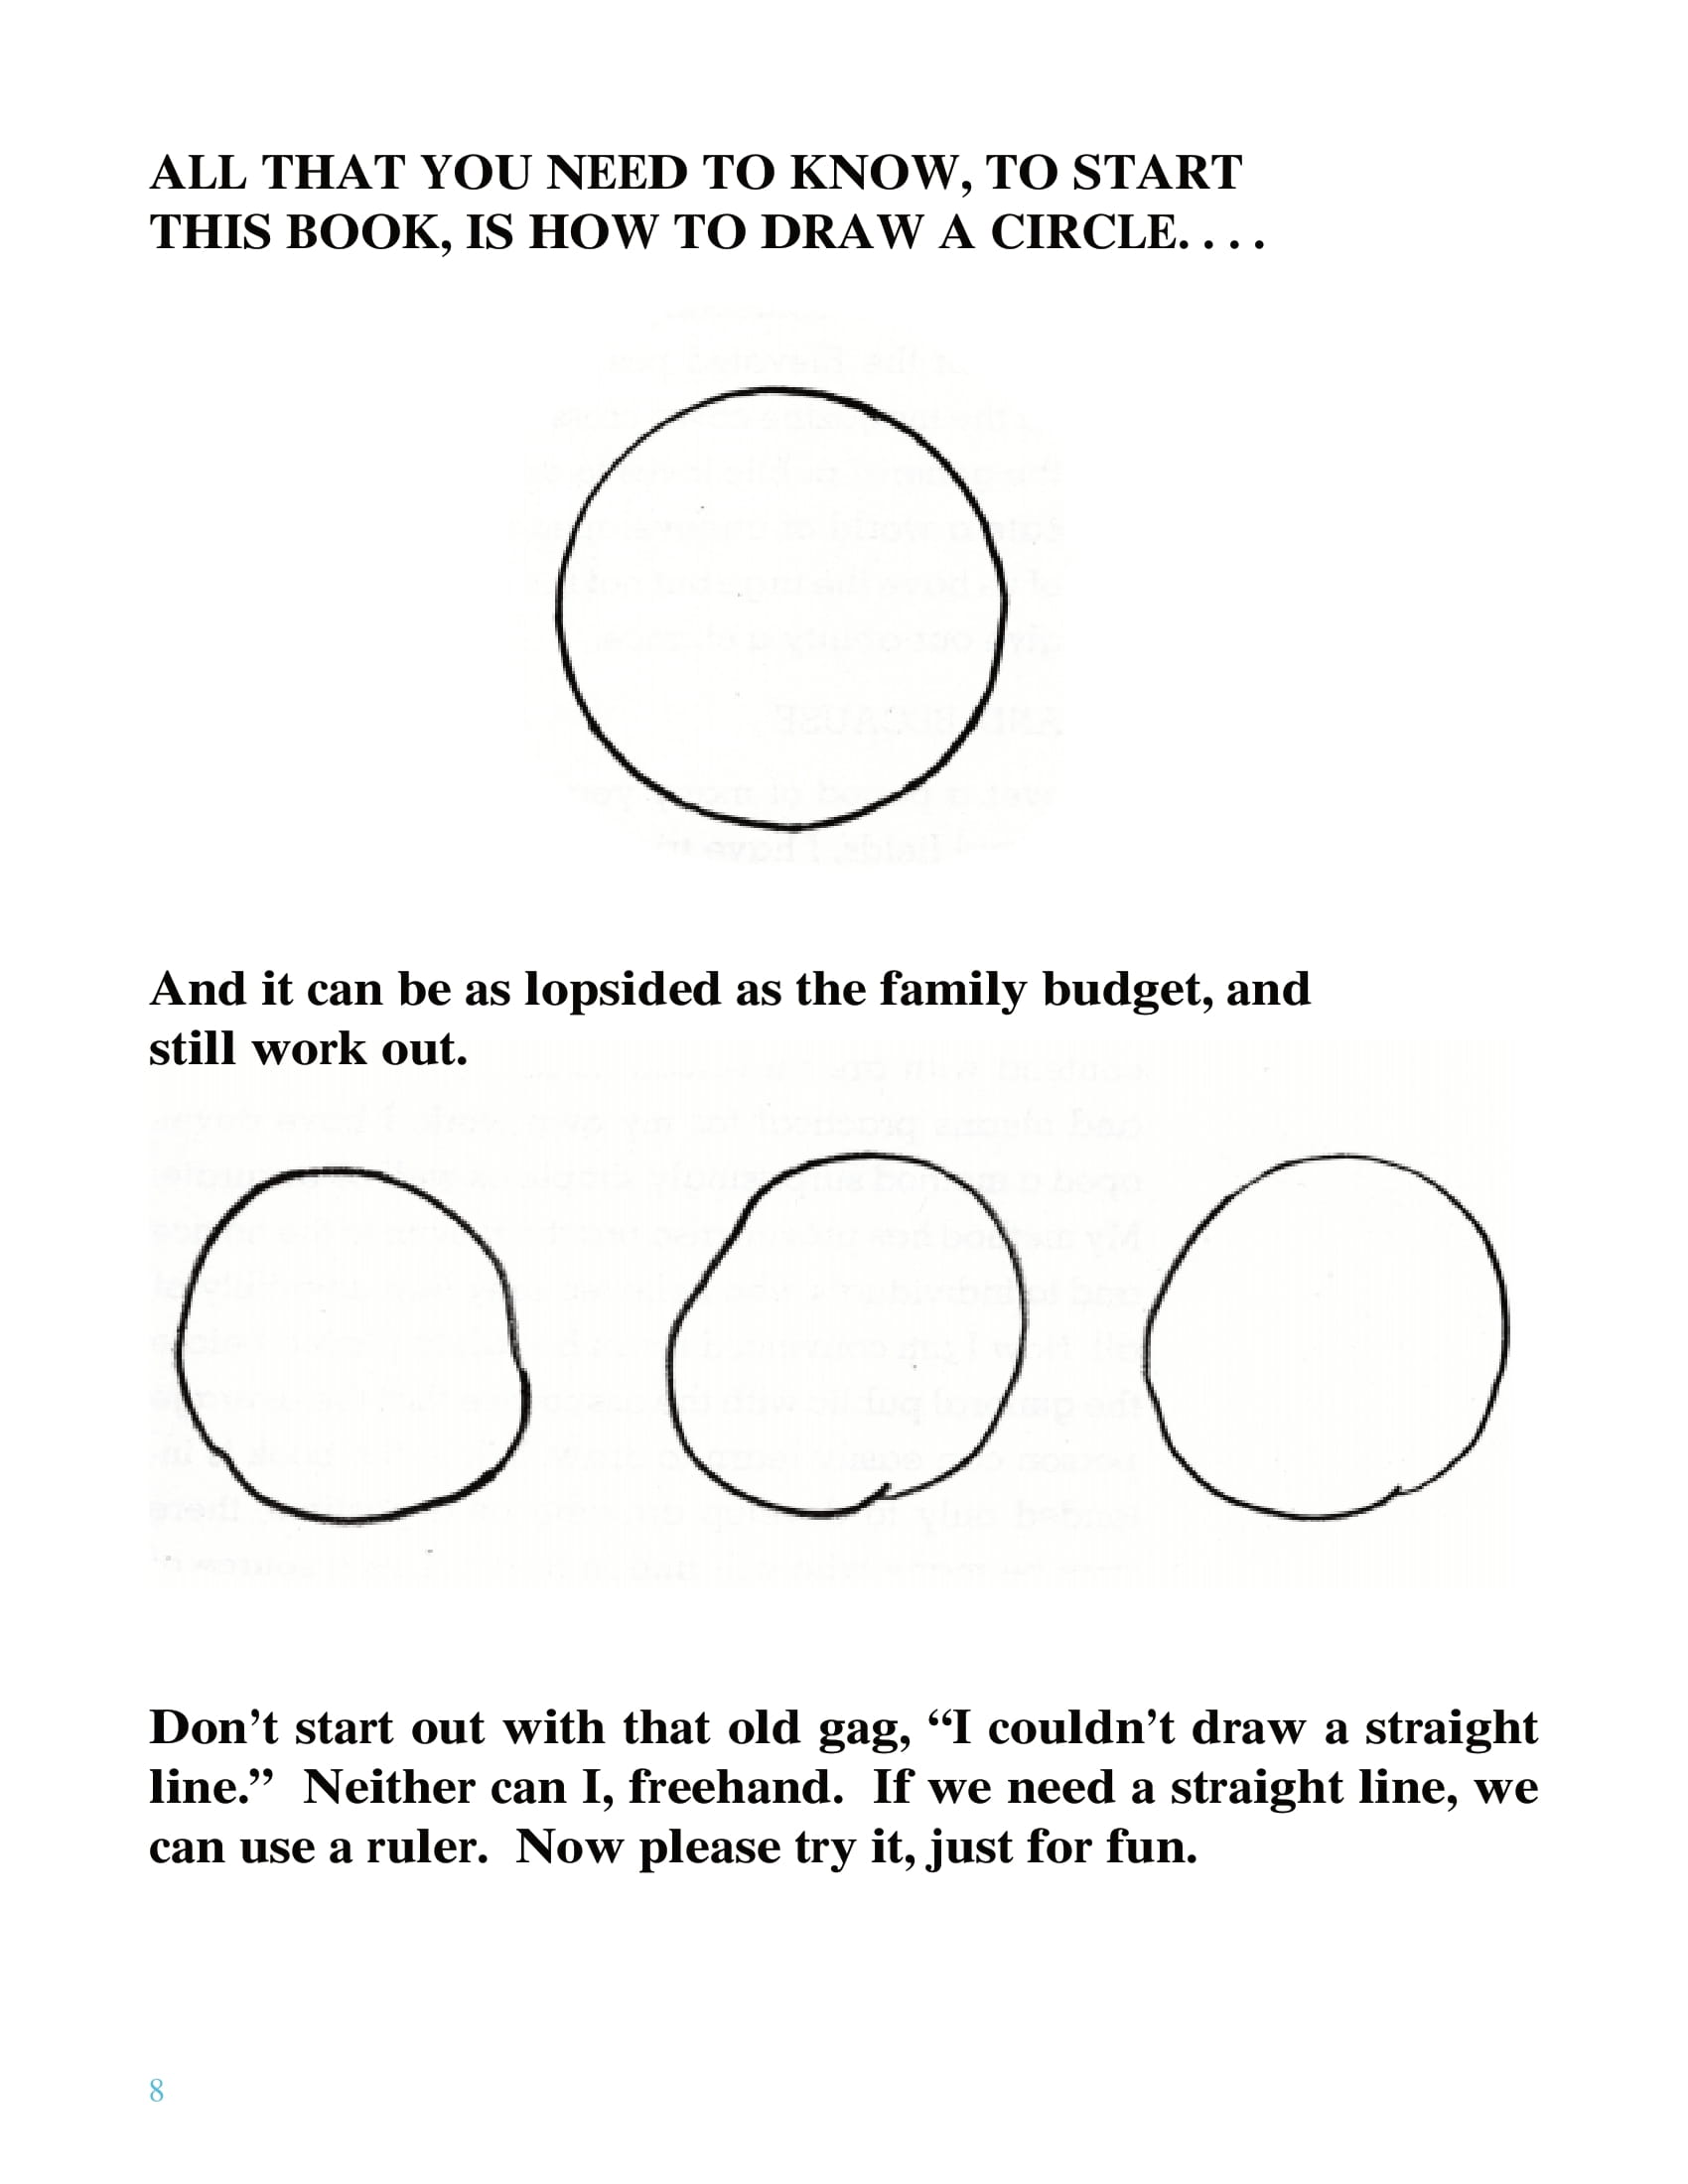 ALL THAT YOU NEED TO KNOW, TO START
THIS BOOK, IS HOW TO DRAW A CIRCLE. . . .
And it can be as lopsided as the family budget, and
still work out.
Don’t start out with that old gag, “I couldn’t draw a straight
line.” Neither can I, freehand. If we need a straight line, we
can use a ruler. Now please try it, just for fun.
8